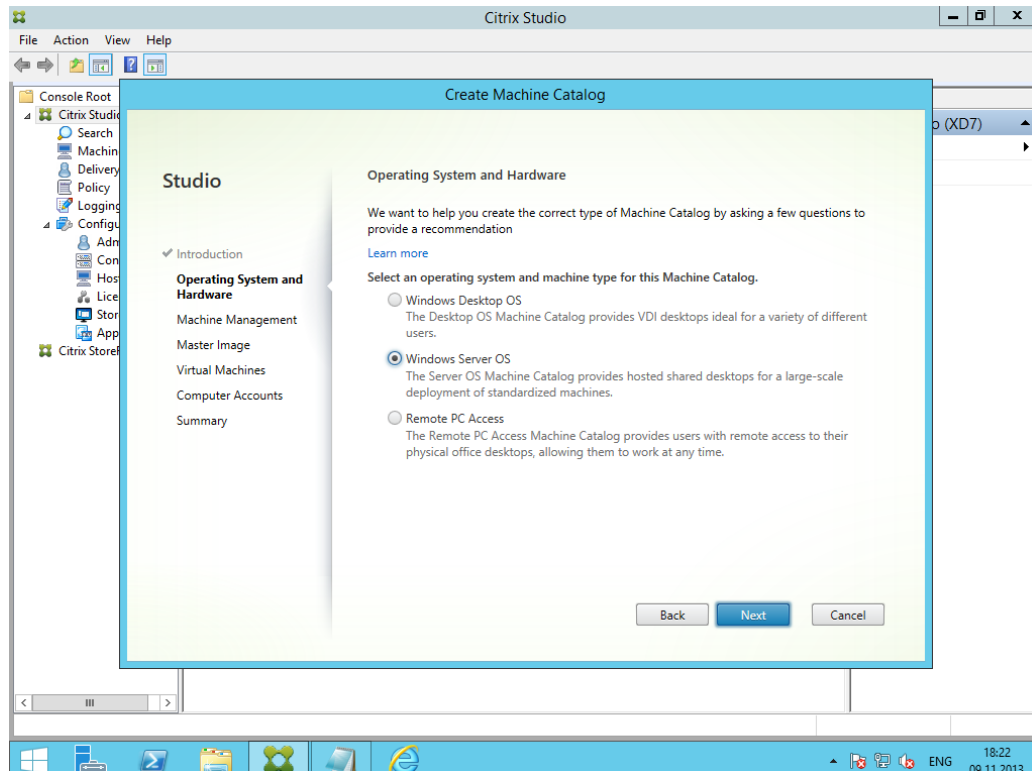 Citrix Studio
File Action View Help
Console Root
Citrix Studio
Search
Machin
Delivery
Policy
Logging
Configu
Adm
Con
Hos
Lice
Stor
App
Citrix StoreF
Create Machine Catalog
Studio
Introduction
Operating System and
Hardware
Machine Management
Master Image
Virtual Machines
Computer Accounts
Summary
Operating System and Hardware
We want to help you create the correct type of Machine Catalog by asking a few questions to
provide a recommendation
Learn more
Select an operating system and machine type for this Machine Catalog.
Windows Desktop OS
The Desktop OS Machine Catalog provides VDI desktops ideal for a variety of different
users.
Windows Server OS
The Server OS Machine Catalog provides hosted shared desktops for a large-scale
deployment of standardized machines.
Remote PC Access
The Remote PC Access Machine Catalog provides users with remote access to their
physical office desktops, allowing them to work at any time.
Back Next Cancel
o (XD7)
ENG
18:22
09.11.2013